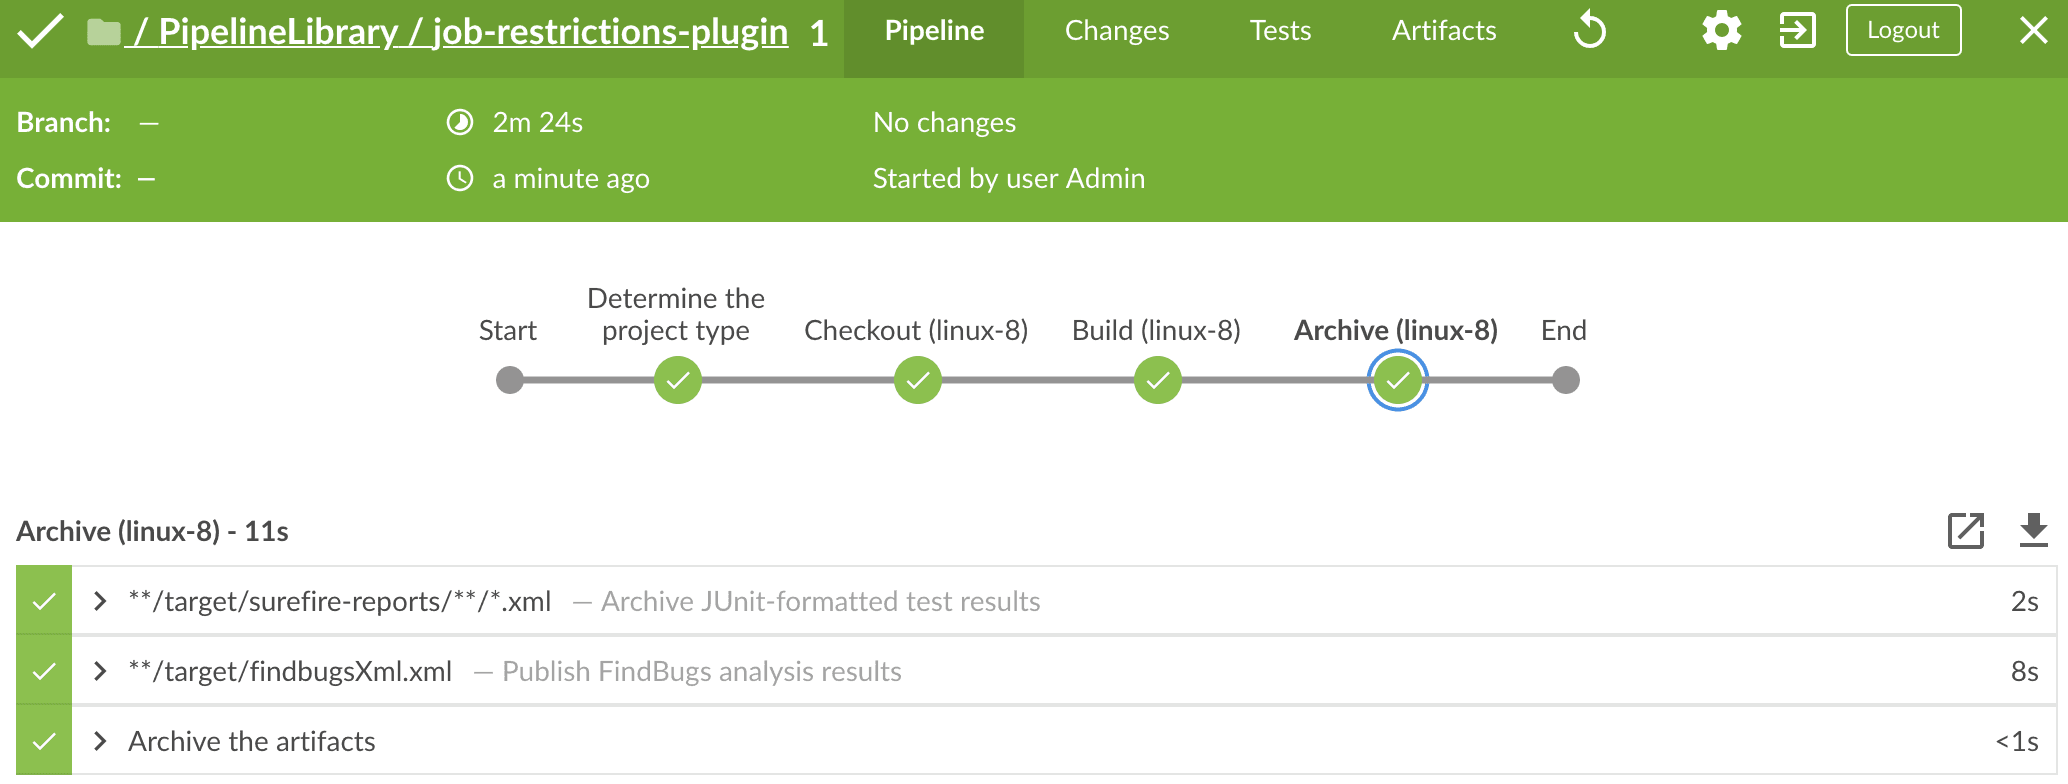 / PipelineLibrary / job-restrictions-plugin 1 Pipeline Changes Tests Artifacts Logout
Branch: — 2m 24s No changes
Commit: — a minute ago Started by user Admin
Determine the
Start project type Checkout (linux-8) Build (linux-8) Archive (linux-8) End
Archive (linux-8) - 11s
**/target/surefire-reports/**/*.xml — Archive JUnit-formatted test results 2s
**/target/findbugsXml.xml — Publish FindBugs analysis results 8s
Archive the artifacts <1s